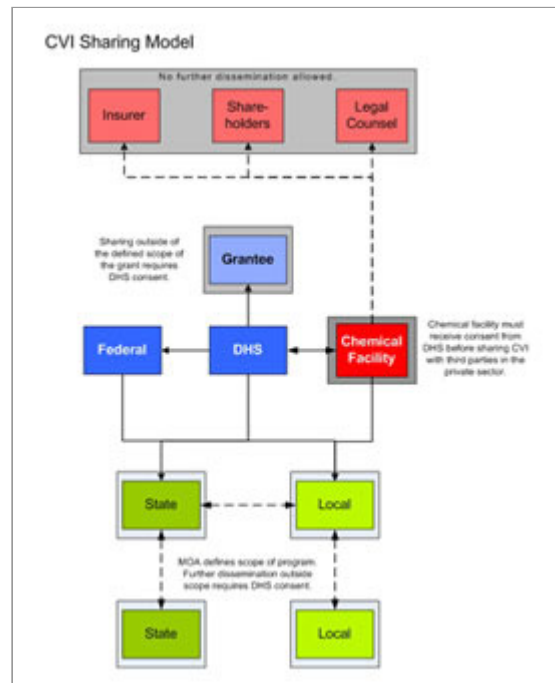 CVI Sharing Model
No further dissemination allowed.
Insurer
Share-
holders
Legal
Counsel
Sharing outside of
the defined scope of
the grant requires
DHS consent.
Grantee
Federal
DHS
Chemical
Facility
Chemical facility must
receive consent from
DHS before sharing CVI
with third parties in the
private sector.
State
Local
MOA defines scope of program.
Further dissemination outside
scope requires DHS consent.
State
Local